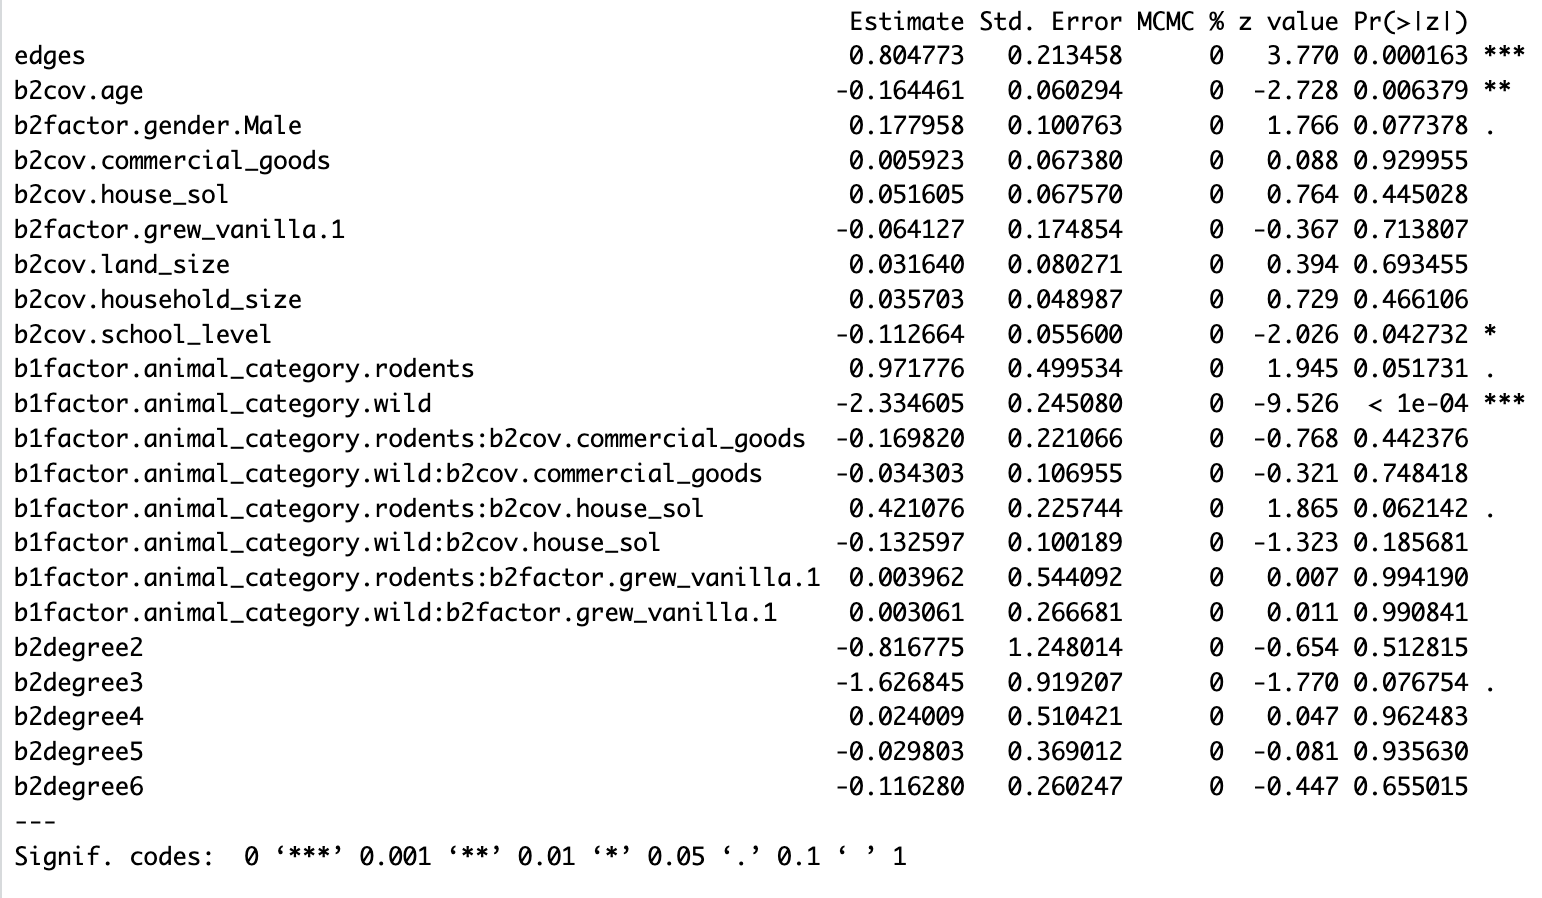 Estimate Std. Error MCMC % z value Pr(>|z|)
edges 0.804773 0.213458 0 3.770 0.000163 ***
b2cov.age -0.164461 0.060294 0 -2.728 0.006379 **
b2factor.gender.Male 0.177958 0.100763 0 1.766 0.077378 .
b2cov.commercial_goods 0.005923 0.067380 0 0.088 0.929955
b2cov.house_sol 0.051605 0.067570 0 0.764 0.445028
b2factor.grew_vanilla.1 -0.064127 0.174854 0 -0.367 0.713807
b2cov.land_size 0.031640 0.080271 0 0.394 0.693455
b2cov.household_size 0.035703 0.048987 0 0.729 0.466106
b2cov.school_level -0.112664 0.055600 0 -2.026 0.042732 *
b1factor.animal_category.rodents 0.971776 0.499534 0 1.945 0.051731 .
b1factor.animal_category.wild -2.334605 0.245080 0 -9.526 < 1e-04 ***
b1factor.animal_category.rodents:b2cov.commercial_goods -0.169820 0.221066 0 -0.768 0.442376
b1factor.animal_category.wild:b2cov.commercial_goods -0.034303 0.106955 0 -0.321 0.748418
b1factor.animal_category.rodents:b2cov.house_sol 0.421076 0.225744 0 1.865 0.062142 .
b1factor.animal_category.wild:b2cov.house_sol -0.132597 0.100189 0 -1.323 0.185681
b1factor.animal_category.rodents:b2factor.grew_vanilla.1 0.003962 0.544092 0 0.007 0.994190
b1factor.animal_category.wild:b2factor.grew_vanilla.1 0.003061 0.266681 0 0.011 0.990841
b2degree2 -0.816775 1.248014 0 -0.654 0.512815
b2degree3 -1.626845 0.919207 0 -1.770 0.076754 .
b2degree4 0.024009 0.510421 0 0.047 0.962483
b2degree5 -0.029803 0.369012 0 -0.081 0.935630
b2degree6 -0.116280 0.260247 0 -0.447 0.655015
---
Signif. codes:  0 ‘***’ 0.001 ‘**’ 0.01 ‘*’ 0.05 ‘.’ 0.1 ‘ ’ 1